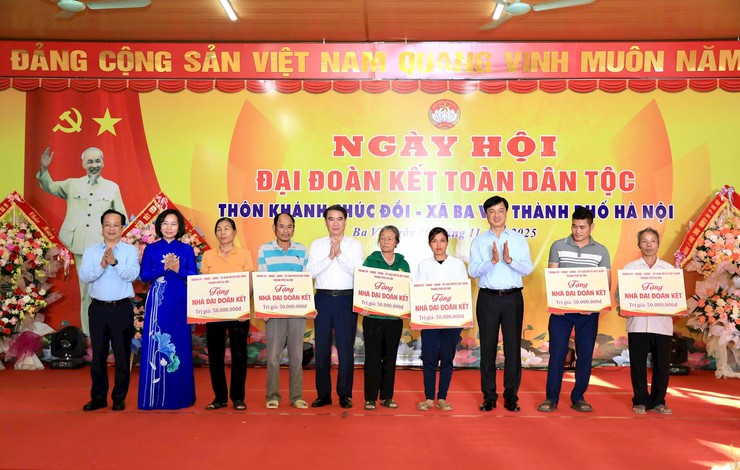 ĐẢNG CỘNG SẢN VIỆT NAM QUANG VINH MUÔN NĂM
NGÀY HỘI
ĐẠI ĐOÀN KẾT TOÀN DÂN TỘC
THÔN KHÁNH CHÚC ĐỒI - XÃ BA VÌ THÀNH PHỐ HÀ NỘI
Ba Vì, 11 2025
Tặng
NHÀ ĐẠI ĐOÀN KẾT
Trị giá: 50.000.000đ
Tặng
NHÀ ĐẠI ĐOÀN KẾT
Trị giá: 50.000.000đ
Tặng
NHÀ ĐẠI ĐOÀN KẾT
Trị giá: 50.000.000đ
Tặng
NHÀ ĐẠI ĐOÀN KẾT
Trị giá: 50.000.000đ
Tặng
NHÀ ĐẠI ĐOÀN KẾT
Trị giá: 50.000.000đ
Tặng
NHÀ ĐẠI ĐOÀN KẾT
Trị giá: 50.000.000đ